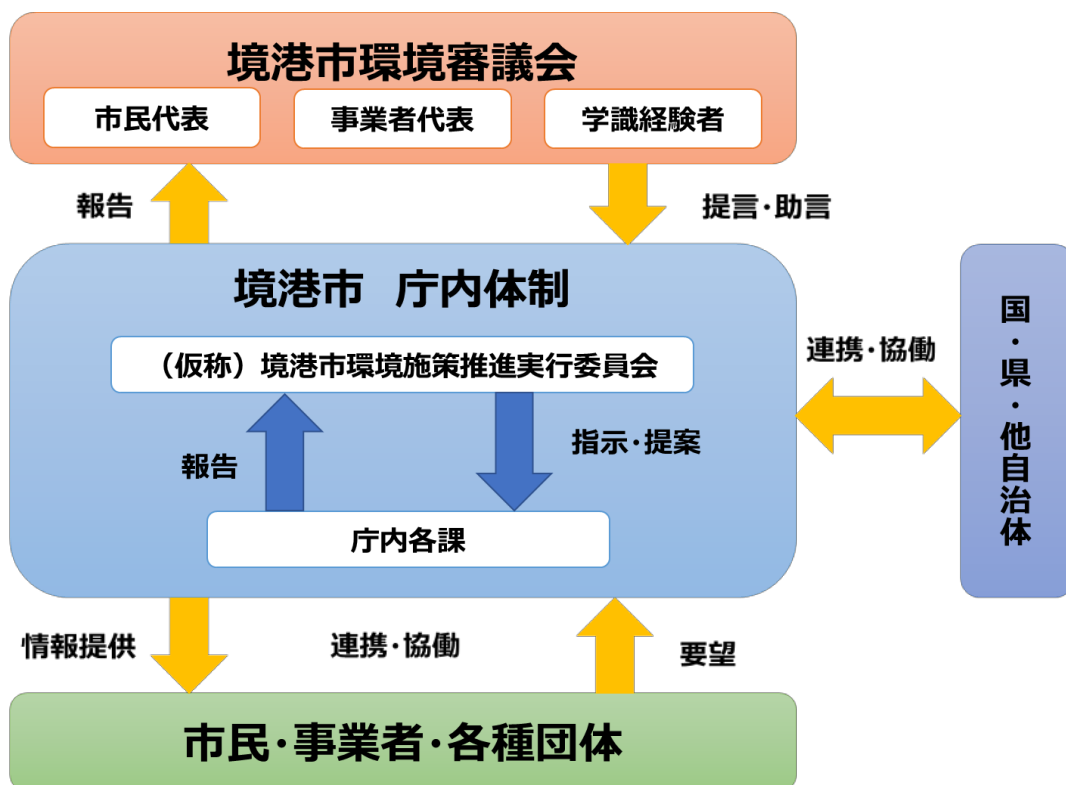 境港市環境審議会
市民代表
事業者代表
学識経験者
報告
提言･助言
境港市 庁内体制
（仮称）境港市環境施策推進実行委員会
報告
指示･提案
庁内各課
連携･協働
国・県・他自治体
情報提供
連携･協働
要望
市民･事業者･各種団体